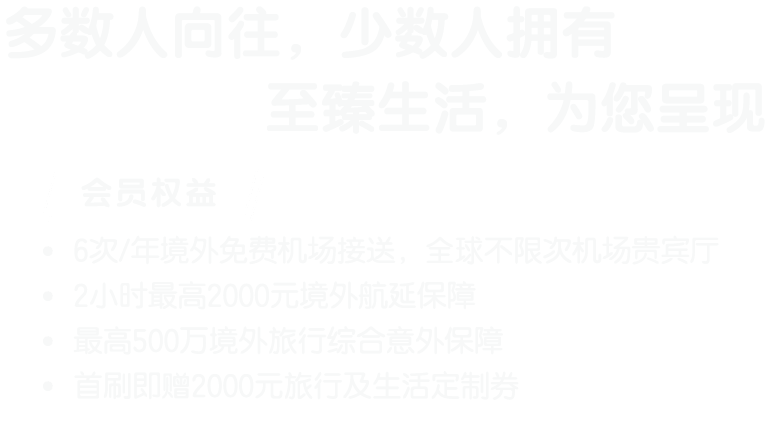 多数人向往，少数人拥有
至臻生活，为您呈现
会员权益
• 6次/年境外免费机场接送，全球不限次机场贵宾厅
• 2小时最高2000元境外航延保障
• 最高500万境外旅行综合意外保障
• 首刷即赠2000元旅行及生活定制券